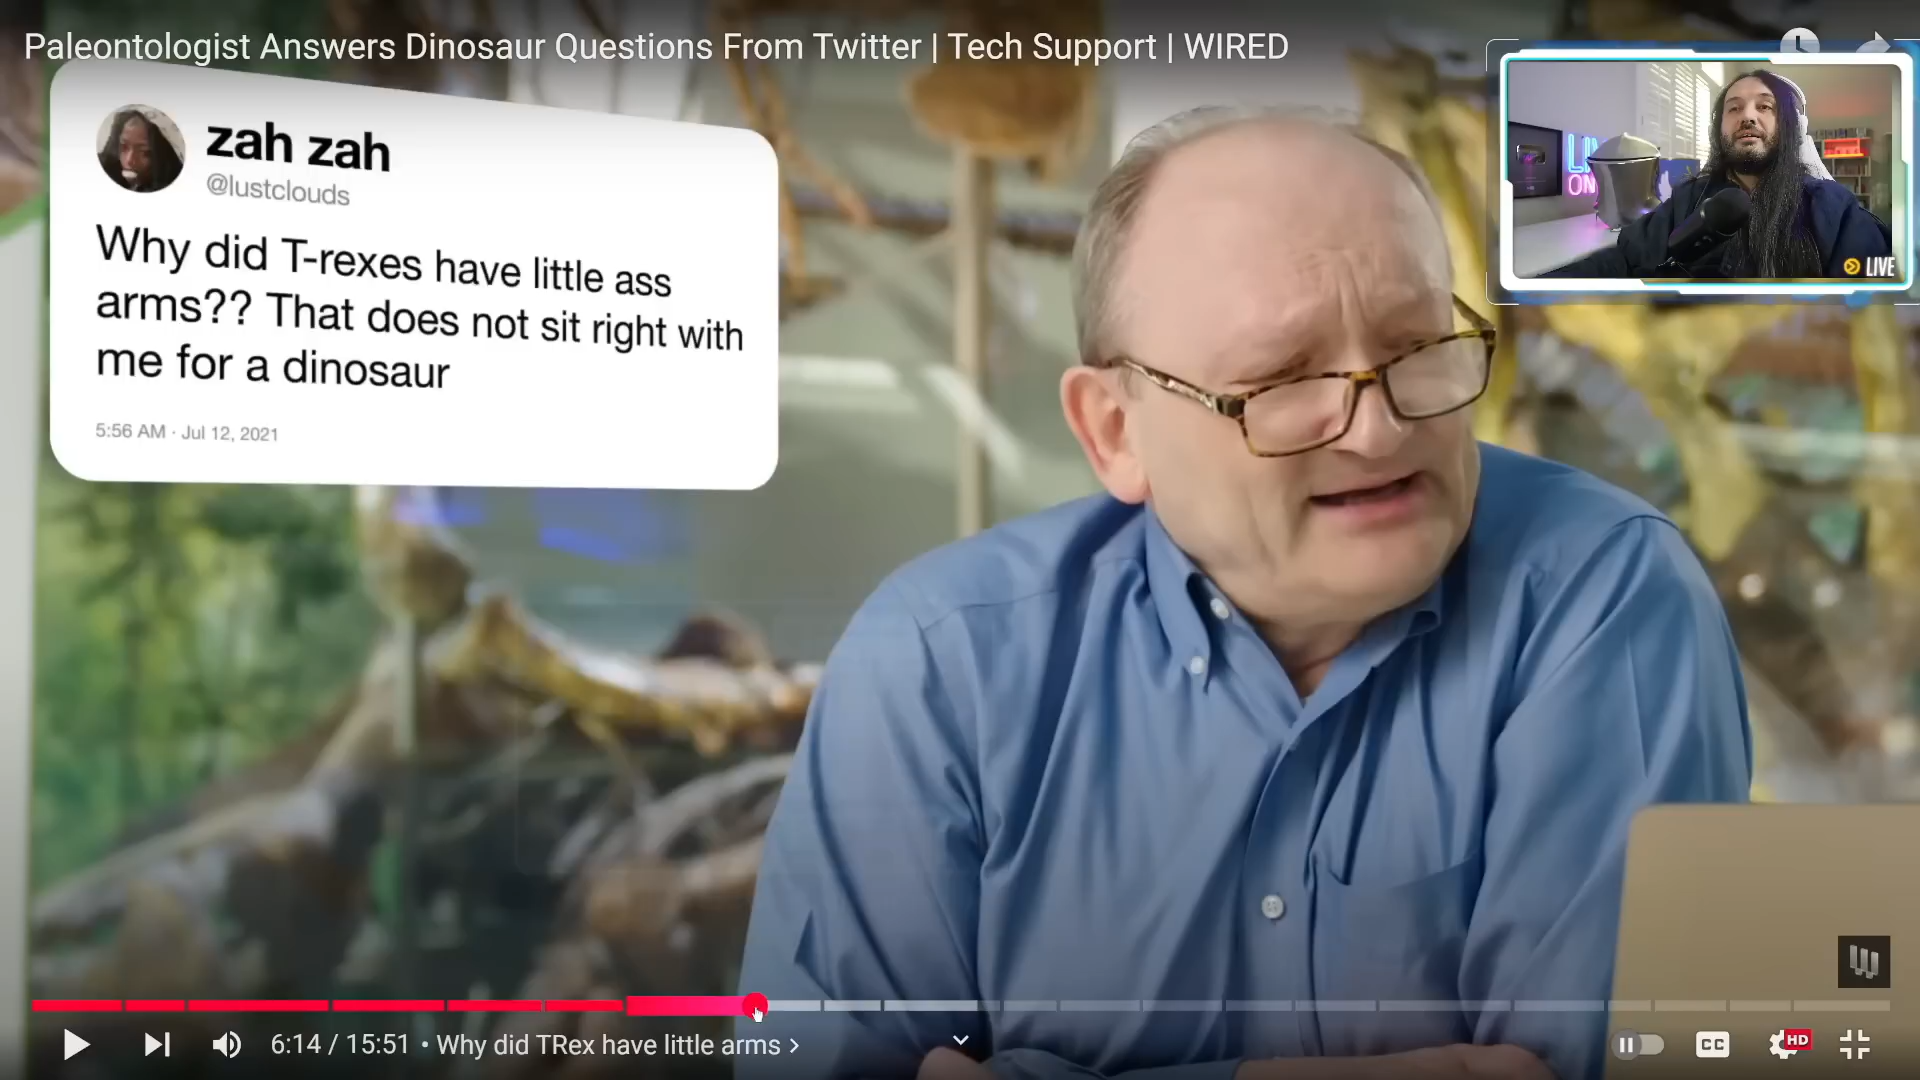 Paleontologist Answers Dinosaur Questions From Twitter | Tech Support | WIRED
zah zah
@lustclouds
Why did T-rexes have little ass
arms?? That does not sit right with
me for a dinosaur
5:56 AM · Jul 12, 2021
LIVE
6:14 / 15:51 • Why did TRex have little arms >
CC
HD